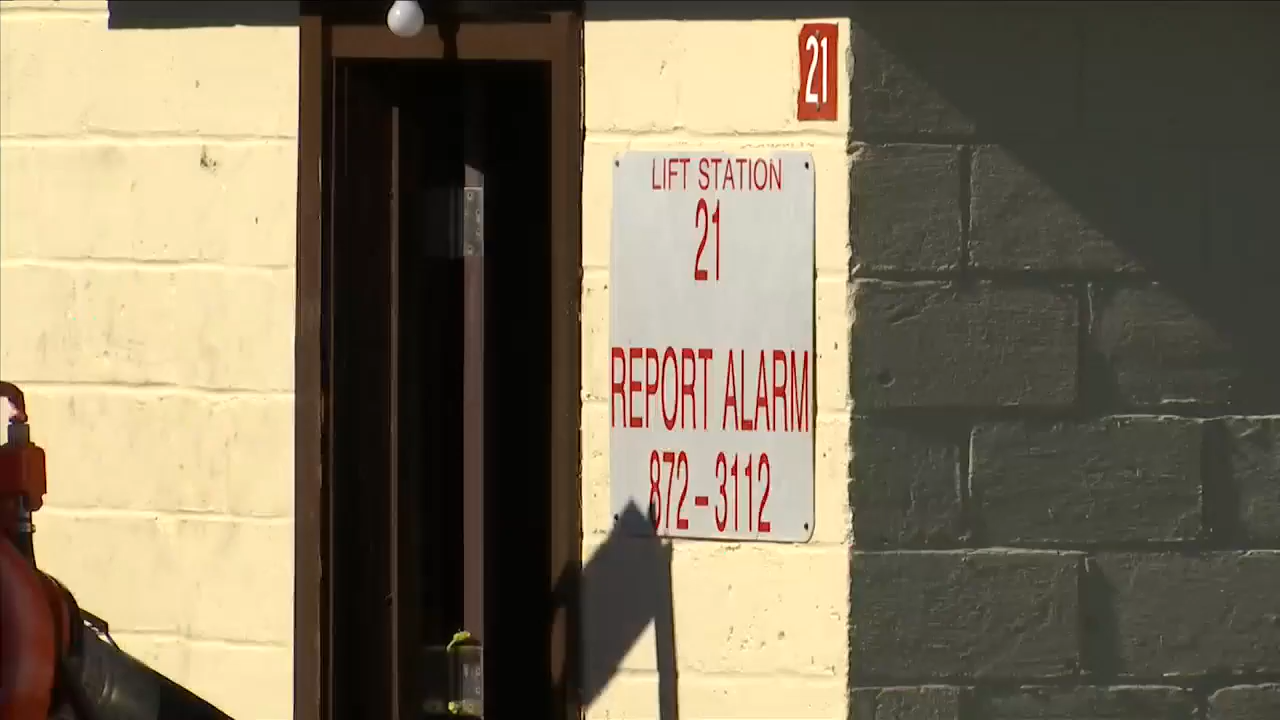 21
LIFT STATION
21
REPORT ALARM
872-3112